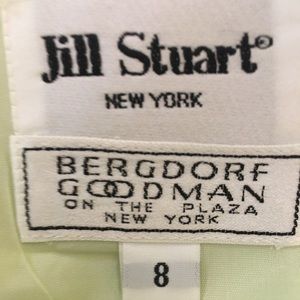 Jill Stuart®
NEW YORK
BERGDORF
GOODMAN
ON THE PLAZA
NEW YORK
8